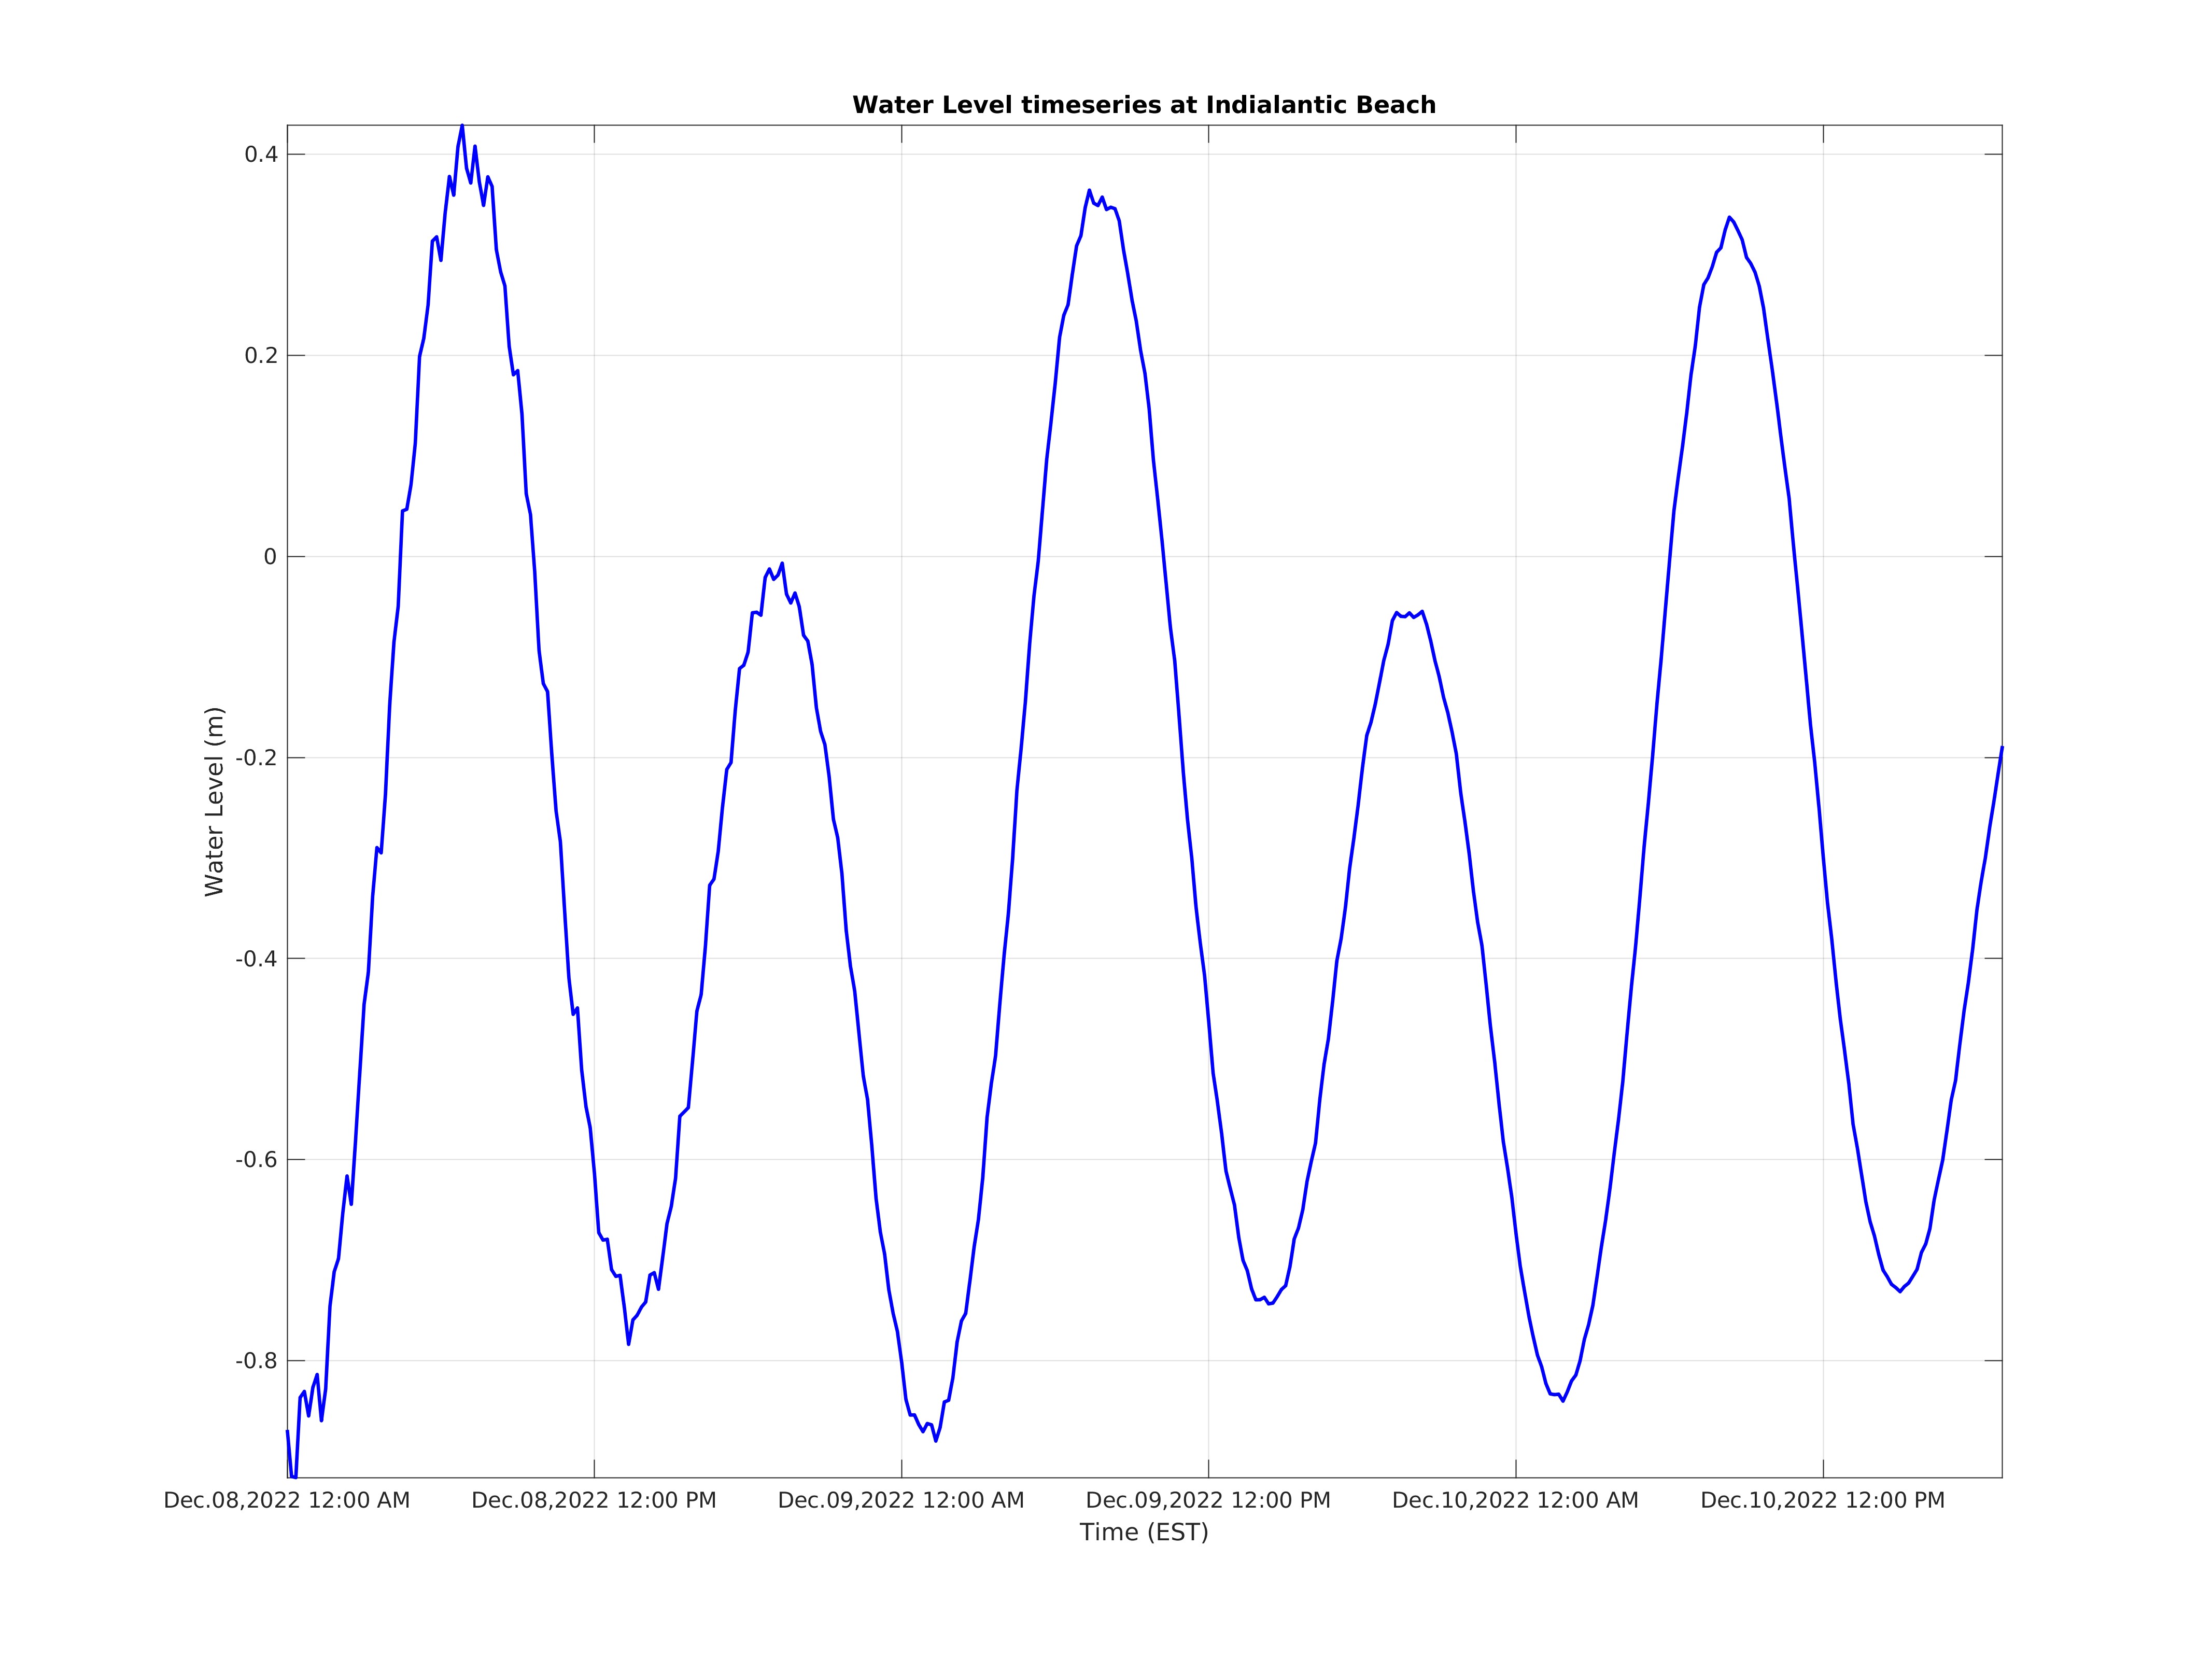 Water Level timeseries at Indialantic Beach
0.4
0.2
0
-0.2
-0.4
-0.6
-0.8
Water Level (m)
Dec.08,2022 12:00 AM
Dec.08,2022 12:00 PM
Dec.09,2022 12:00 AM
Dec.09,2022 12:00 PM
Dec.10,2022 12:00 AM
Dec.10,2022 12:00 PM
Time (EST)